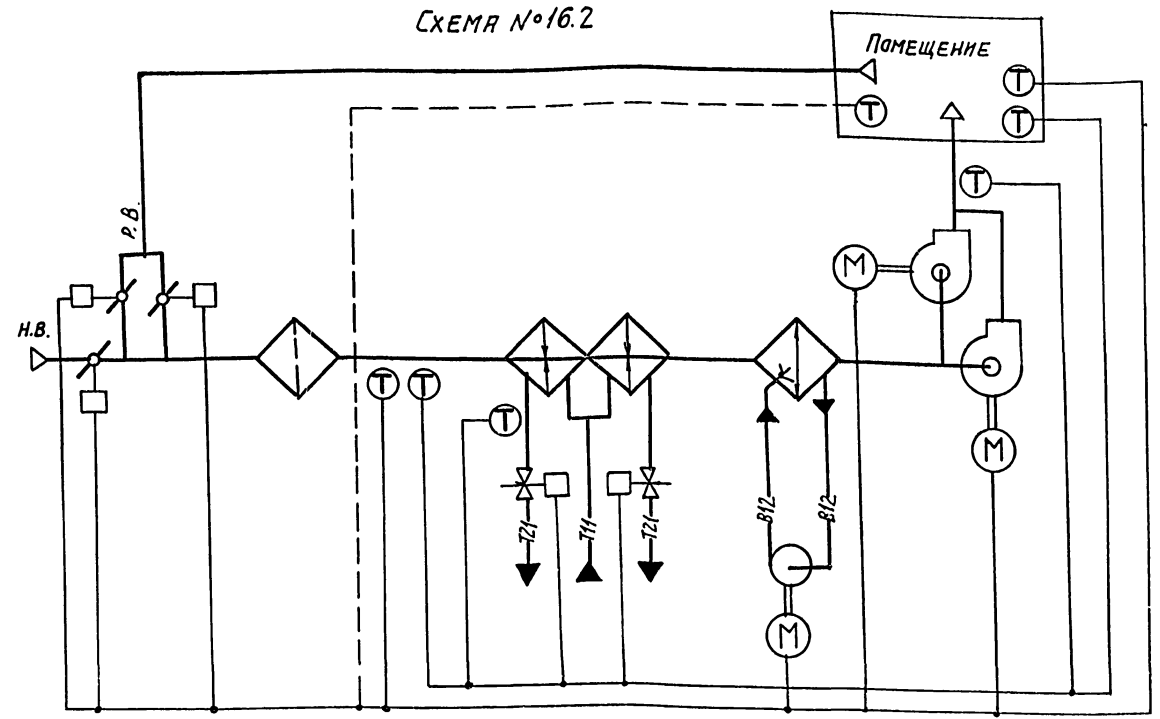 СХЕМА №16.2
ПОМЕЩЕНИЕ
Т
Т
Т
Т
Р.В.
М
Н.В.
Т
Т
Т
М
Т21
Т11
Т21
В12
В12
М